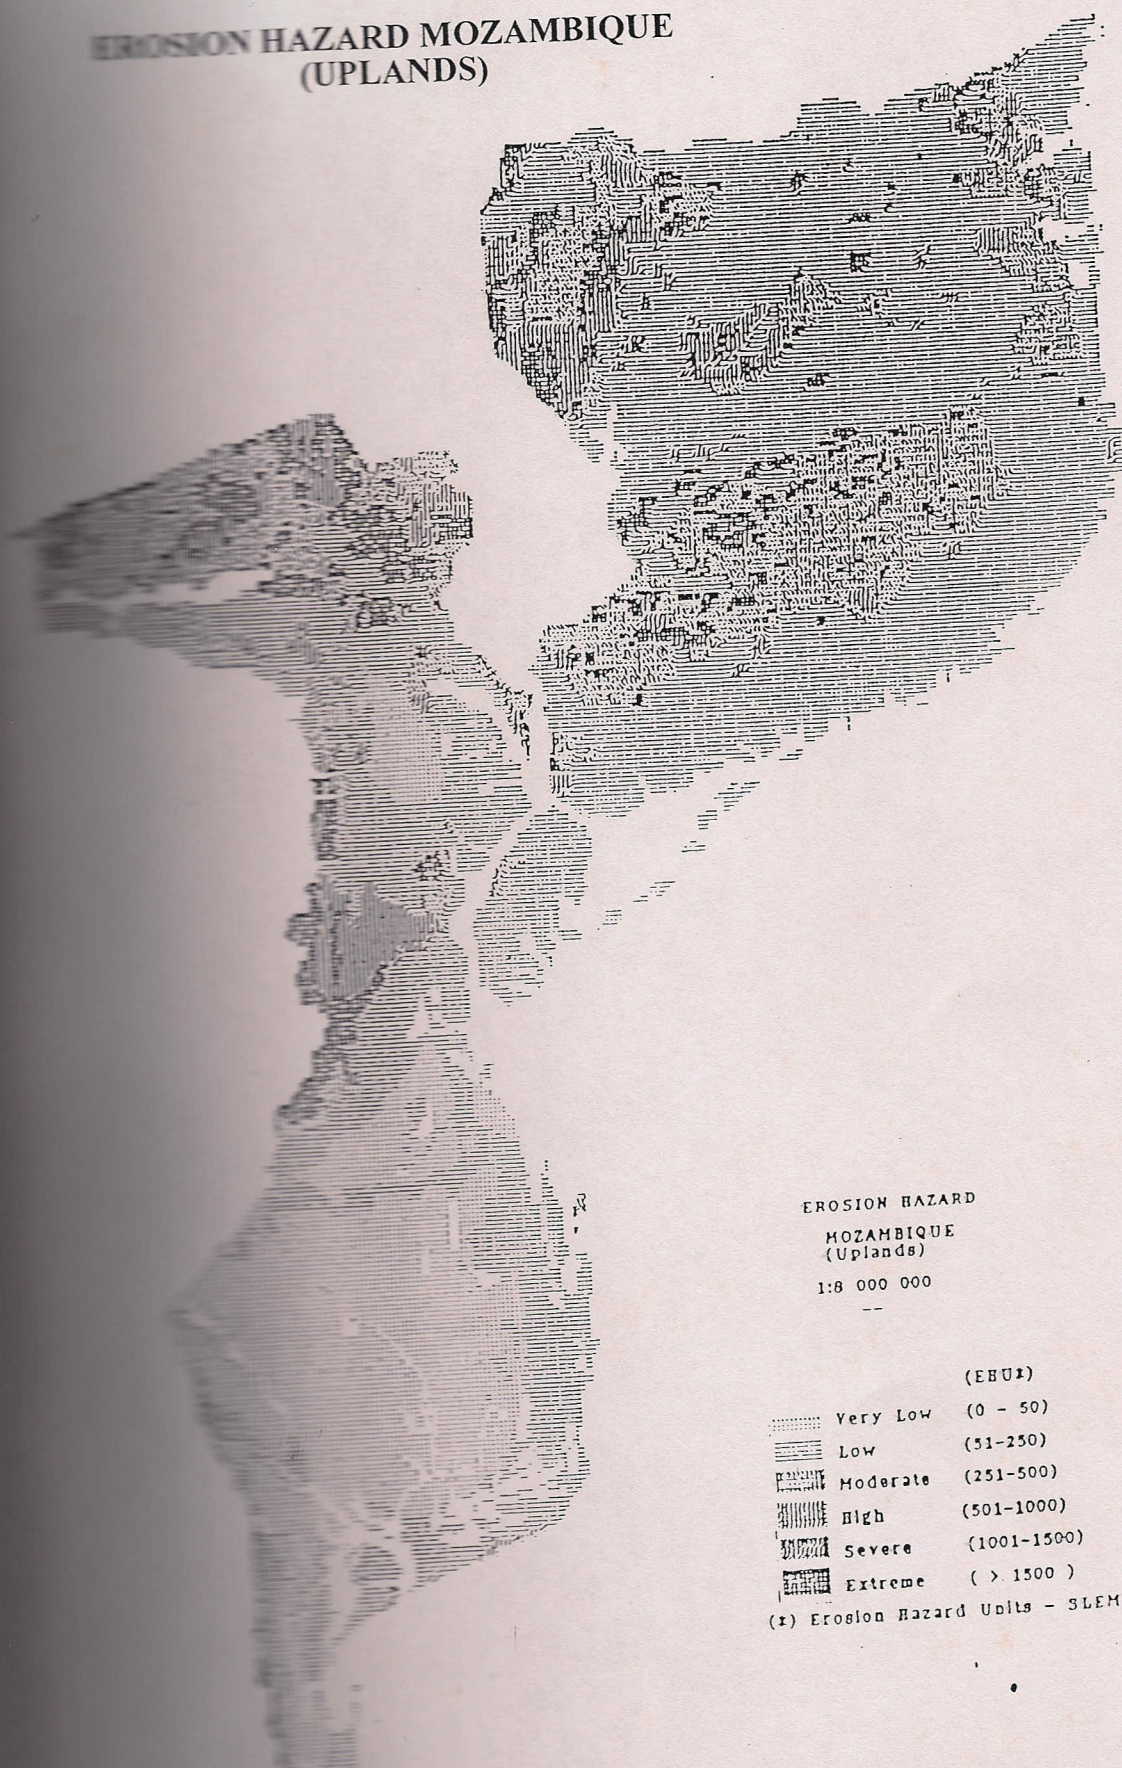 EROSION HAZARD MOZAMBIQUE
(UPLANDS)
EROSION HAZARD
MOZAMBIQUE
(Uplands)
1:8 000 000
(EHU*)
Very Low (0 - 50)
Low (51-250)
Moderate (251-500)
High (501-1000)
Severe (1001-1500)
Extreme ( > 1500 )
(*) Erosion Hazard Units - SLEM